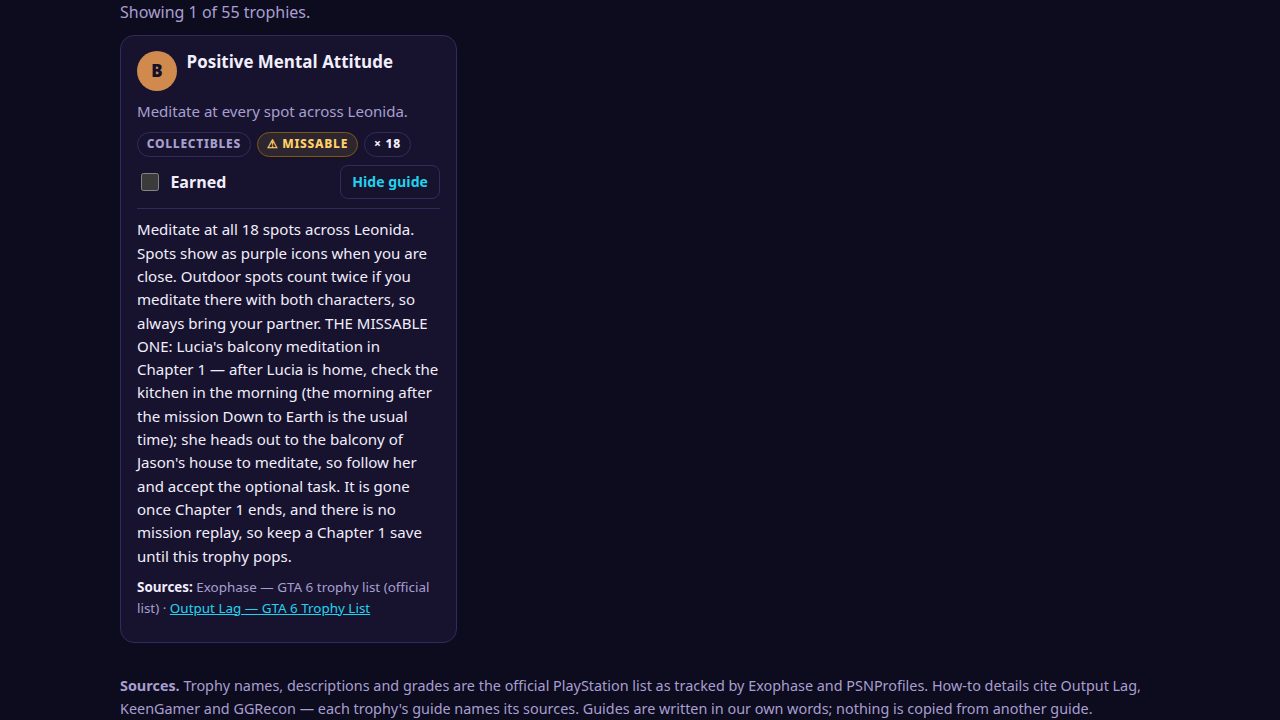 Showing 1 of 55 trophies.
B
Positive Mental Attitude
Meditate at every spot across Leonida.
COLLECTIBLES
⚠ MISSABLE
× 18
Earned
Hide guide
Meditate at all 18 spots across Leonida.
Spots show as purple icons when you are
close. Outdoor spots count twice if you
meditate there with both characters, so
always bring your partner. THE MISSABLE
ONE: Lucia's balcony meditation in
Chapter 1 — after Lucia is home, check the
kitchen in the morning (the morning after
the mission Down to Earth is the usual
time); she heads out to the balcony of
Jason's house to meditate, so follow her
and accept the optional task. It is gone
once Chapter 1 ends, and there is no
mission replay, so keep a Chapter 1 save
until this trophy pops.
Sources: Exophase — GTA 6 trophy list (official
list) · Output Lag — GTA 6 Trophy List
Sources. Trophy names, descriptions and grades are the official PlayStation list as tracked by Exophase and PSNProfiles. How-to details cite Output Lag,
KeenGamer and GGRecon — each trophy's guide names its sources. Guides are written in our own words; nothing is copied from another guide.